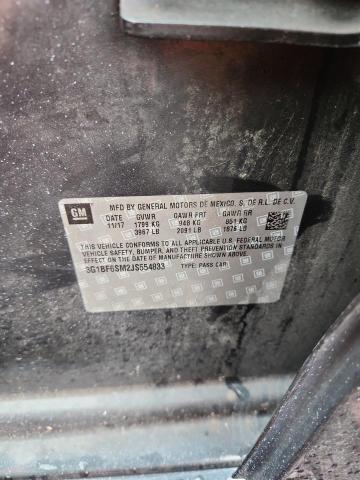 GM
MFD BY GENERAL MOTORS DE MEXICO, S. DE R.L. DE C.V.
DATE GVWR GAWR FRT GAWR RR
11/17 1799 KG 948 KG 851 KG
3967 LB 2091 LB 1876 LB
THIS VEHICLE CONFORMS TO ALL APPLICABLE U.S. FEDERAL MOTOR
VEHICLE SAFETY, BUMPER, AND THEFT PREVENTION STANDARDS IN
EFFECT ON THE DATE OF MANUFACTURE SHOWN ABOVE.
3G1BF6SM2JS554833 TYPE: PASS CAR